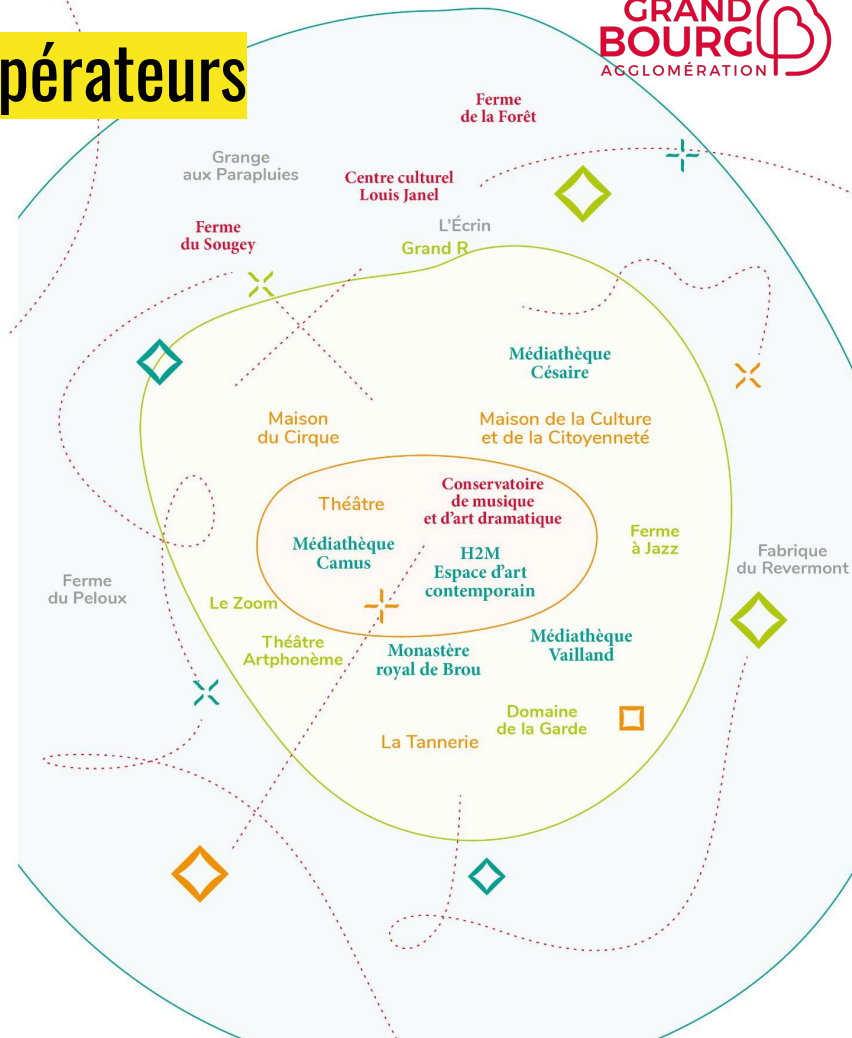 GRAND
BOURG
AGGLOMÉRATION
pérateurs
Ferme
de la Forêt
Grange
aux Parapluies
Centre culturel
Louis Janel
Ferme
du Sougey
L'Écrin
Grand R
Médiathèque
Césaire
Maison
du Cirque
Maison de la Culture
et de la Citoyenneté
Théâtre
Conservatoire
de musique
et d'art dramatique
Médiathèque
Camus
H2M
Espace d'art
contemporain
Ferme
à Jazz
Fabrique
du Revermont
Ferme
du Peloux
Le Zoom
Théâtre
Artphonème
Monastère
royal de Brou
Médiathèque
Vailland
Domaine
de la Garde
La Tannerie